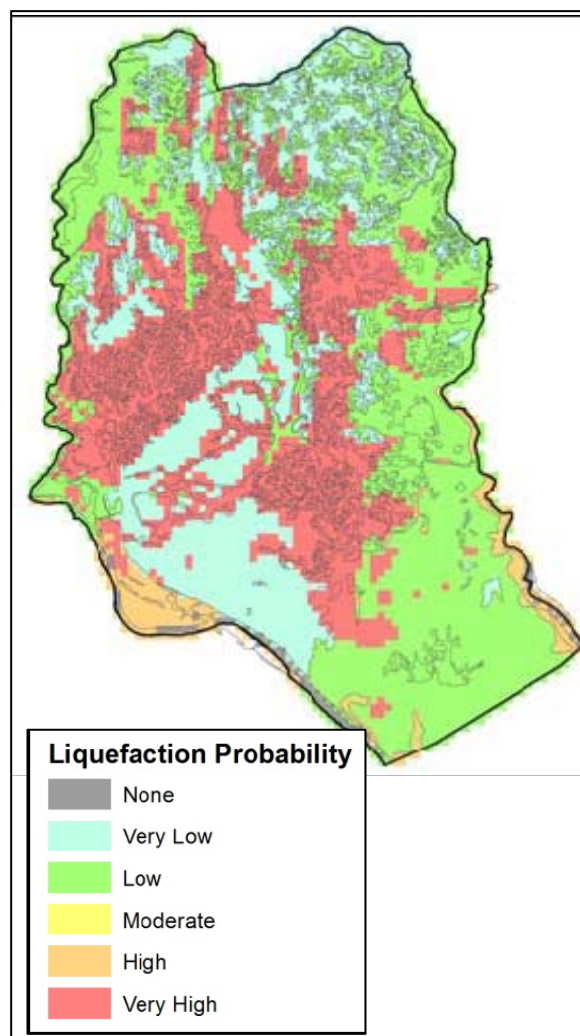 Liquefaction Probability
None
Very Low
Low
Moderate
High
Very High